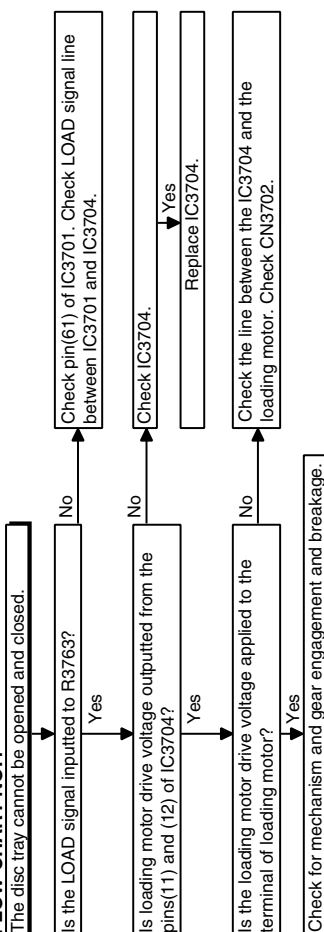 FLOW CHART NO.
The disc tray cannot be opened and closed.
Is the LOAD signal inputted to R3763?
No
Check pin(61) of IC3701. Check LOAD signal line
between IC3701 and IC3704.
Yes
Is loading motor drive voltage outputted from the
pins(11) and (12) of IC3704?
No
Check IC3704.
Yes
Replace IC3704.
Yes
Is the loading motor drive voltage applied to the
terminal of loading motor?
No
Check the line between the IC3704 and the
loading motor. Check CN3702.
Yes
Check for mechanism and gear engagement and breakage.